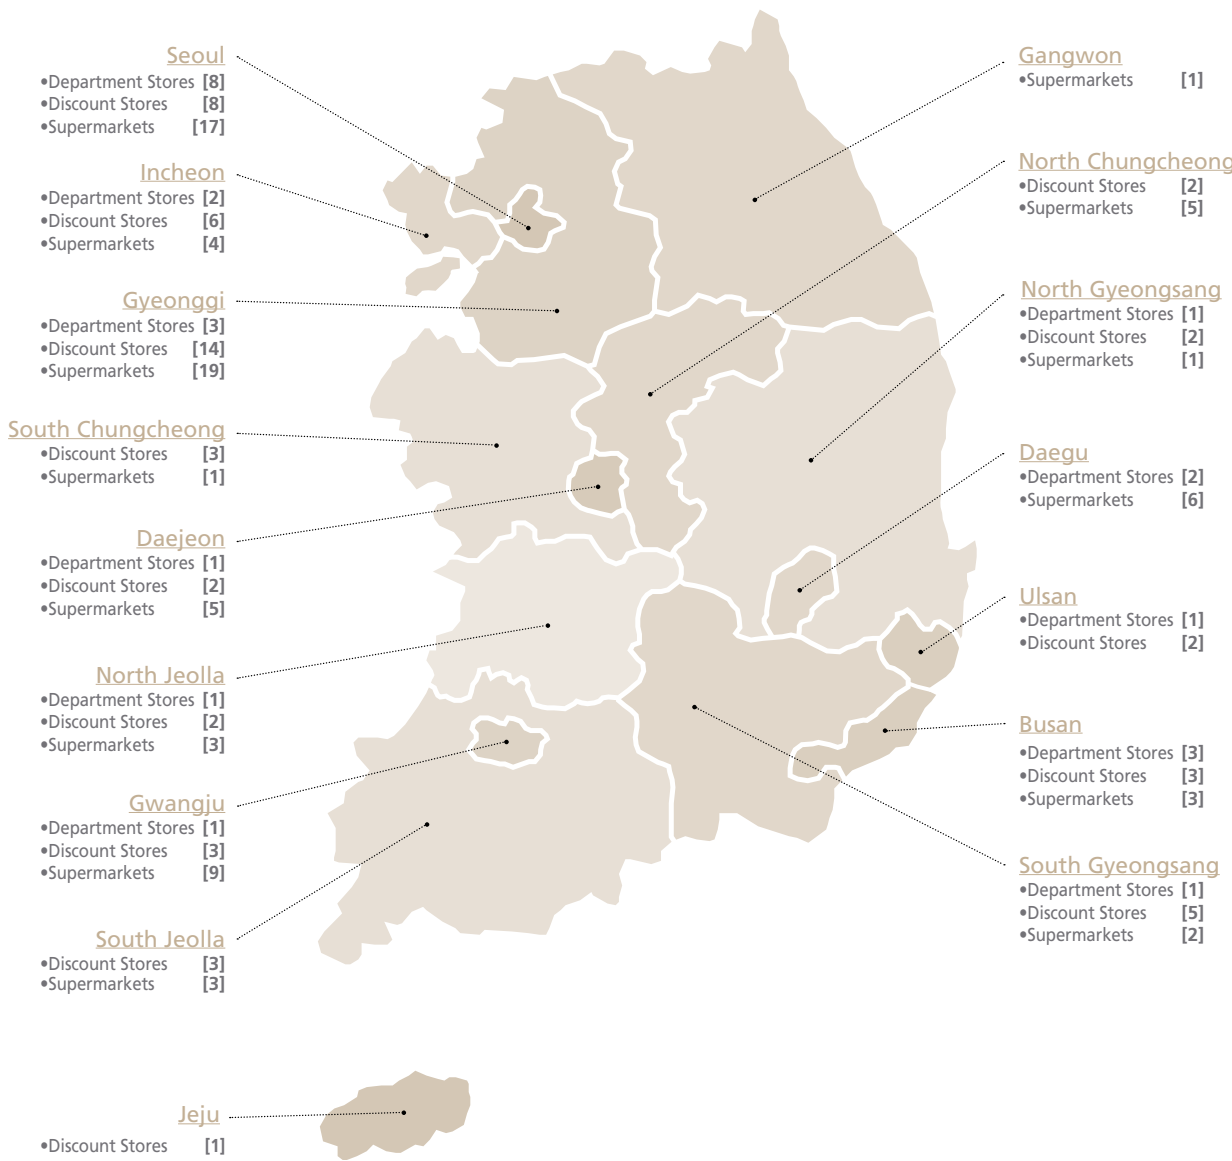 Seoul
•Department Stores [8]
•Discount Stores [8]
•Supermarkets [17]
Incheon
•Department Stores [2]
•Discount Stores [6]
•Supermarkets [4]
Gyeonggi
•Department Stores [3]
•Discount Stores [14]
•Supermarkets [19]
South Chungcheong
•Discount Stores [3]
•Supermarkets [1]
Daejeon
•Department Stores [1]
•Discount Stores [2]
•Supermarkets [5]
North Jeolla
•Department Stores [1]
•Discount Stores [2]
•Supermarkets [3]
Gwangju
•Department Stores [1]
•Discount Stores [3]
•Supermarkets [9]
South Jeolla
•Discount Stores [3]
•Supermarkets [3]
Jeju
•Discount Stores [1]
Gangwon
•Supermarkets [1]
North Chungcheong
•Discount Stores [2]
•Supermarkets [5]
North Gyeongsang
•Department Stores [1]
•Discount Stores [2]
•Supermarkets [1]
Daegu
•Department Stores [2]
•Supermarkets [6]
Ulsan
•Department Stores [1]
•Discount Stores [2]
Busan
•Department Stores [3]
•Discount Stores [3]
•Supermarkets [3]
South Gyeongsang
•Department Stores [1]
•Discount Stores [5]
•Supermarkets [2]